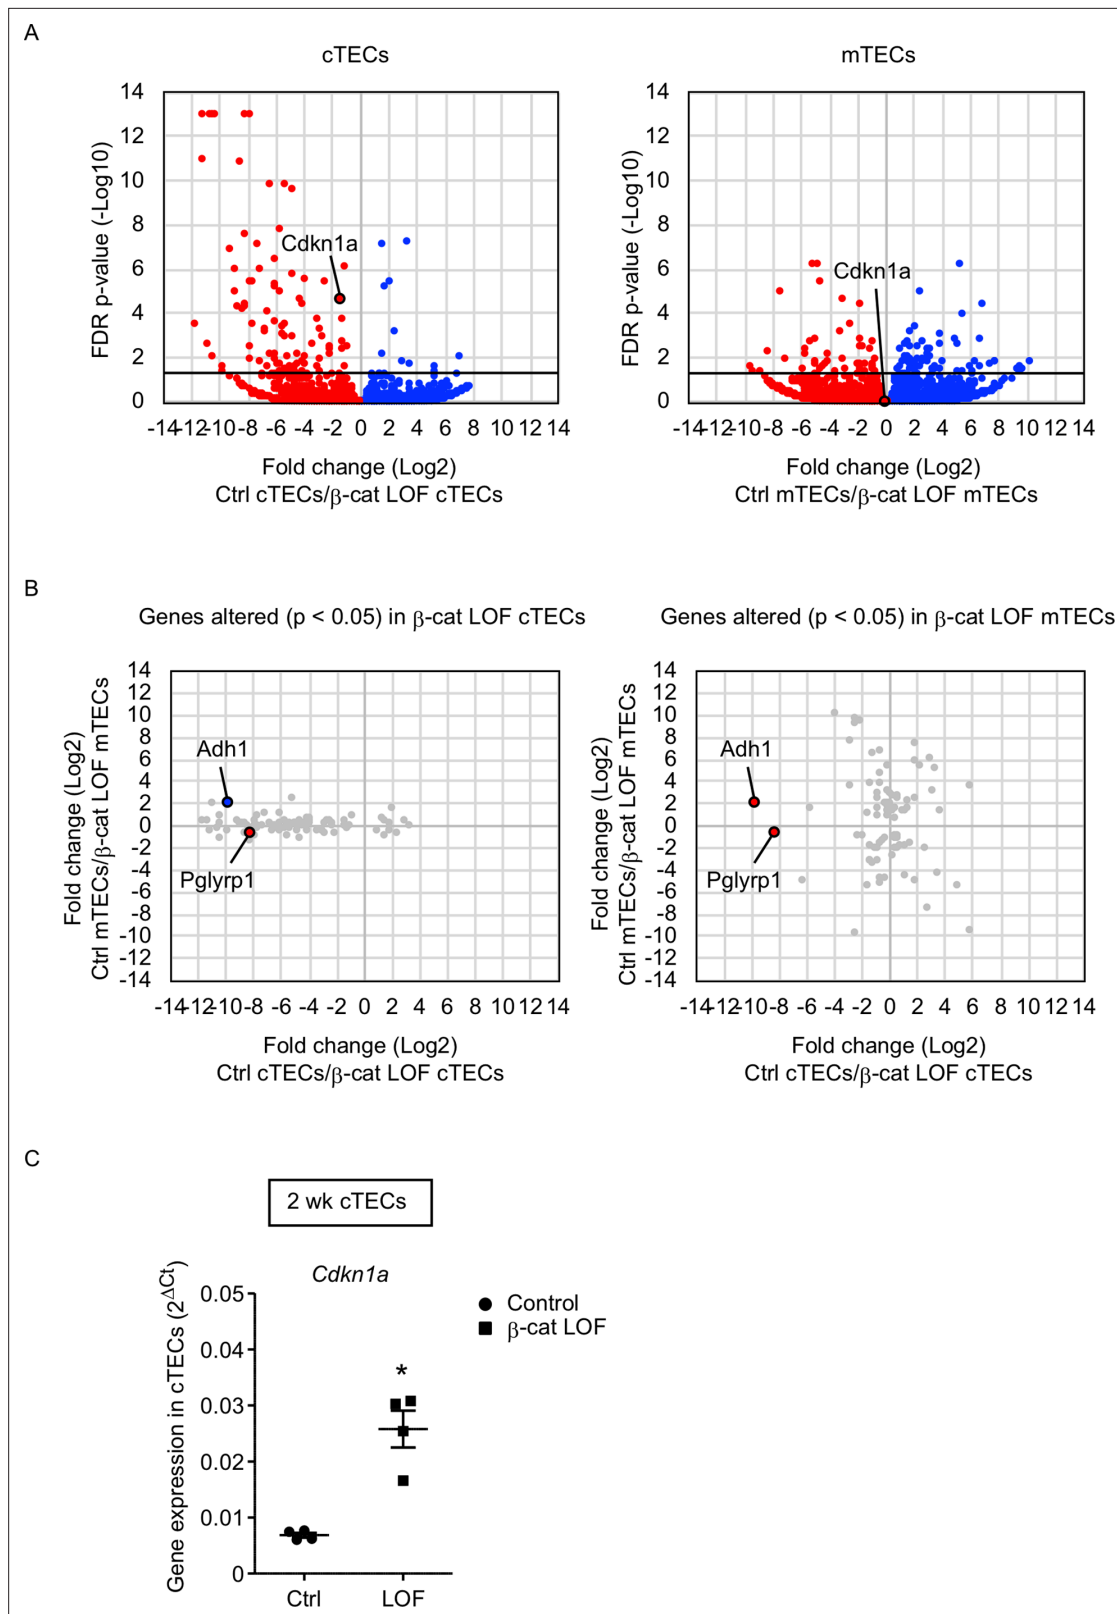 A
cTECs
mTECs
14
12
10
8
6
4
2
0
FDR p-value (-Log10)
Cdkn1a
-14 -12 -10 -8 -6 -4 -2 0 2 4 6 8 10 12 14
Fold change (Log2)
Ctrl cTECs/β-cat LOF cTECs
14
12
10
8
6
4
2
0
FDR p-value (-Log10)
Cdkn1a
-14 -12 -10 -8 -6 -4 -2 0 2 4 6 8 10 12 14
Fold change (Log2)
Ctrl mTECs/β-cat LOF mTECs
B
Genes altered (p < 0.05) in β-cat LOF cTECs
14
12
10
8
6
4
2
0
-2
-4
-6
-8
-10
-12
-14
Fold change (Log2)
Ctrl mTECs/β-cat LOF mTECs
Adh1
Pglyrp1
-14 -12 -10 -8 -6 -4 -2 0 2 4 6 8 10 12 14
Fold change (Log2)
Ctrl cTECs/β-cat LOF cTECs
Genes altered (p < 0.05) in β-cat LOF mTECs
14
12
10
8
6
4
2
0
-2
-4
-6
-8
-10
-12
-14
Fold change (Log2)
Ctrl mTECs/β-cat LOF mTECs
Adh1
Pglyrp1
-14 -12 -10 -8 -6 -4 -2 0 2 4 6 8 10 12 14
Fold change (Log2)
Ctrl cTECs/β-cat LOF cTECs
C
2 wk cTECs
Cdkn1a
Gene expression in cTECs (2^ΔCt)
0.05
0.04
0.03
0.02
0.01
0
*
Control
β-cat LOF
Ctrl LOF